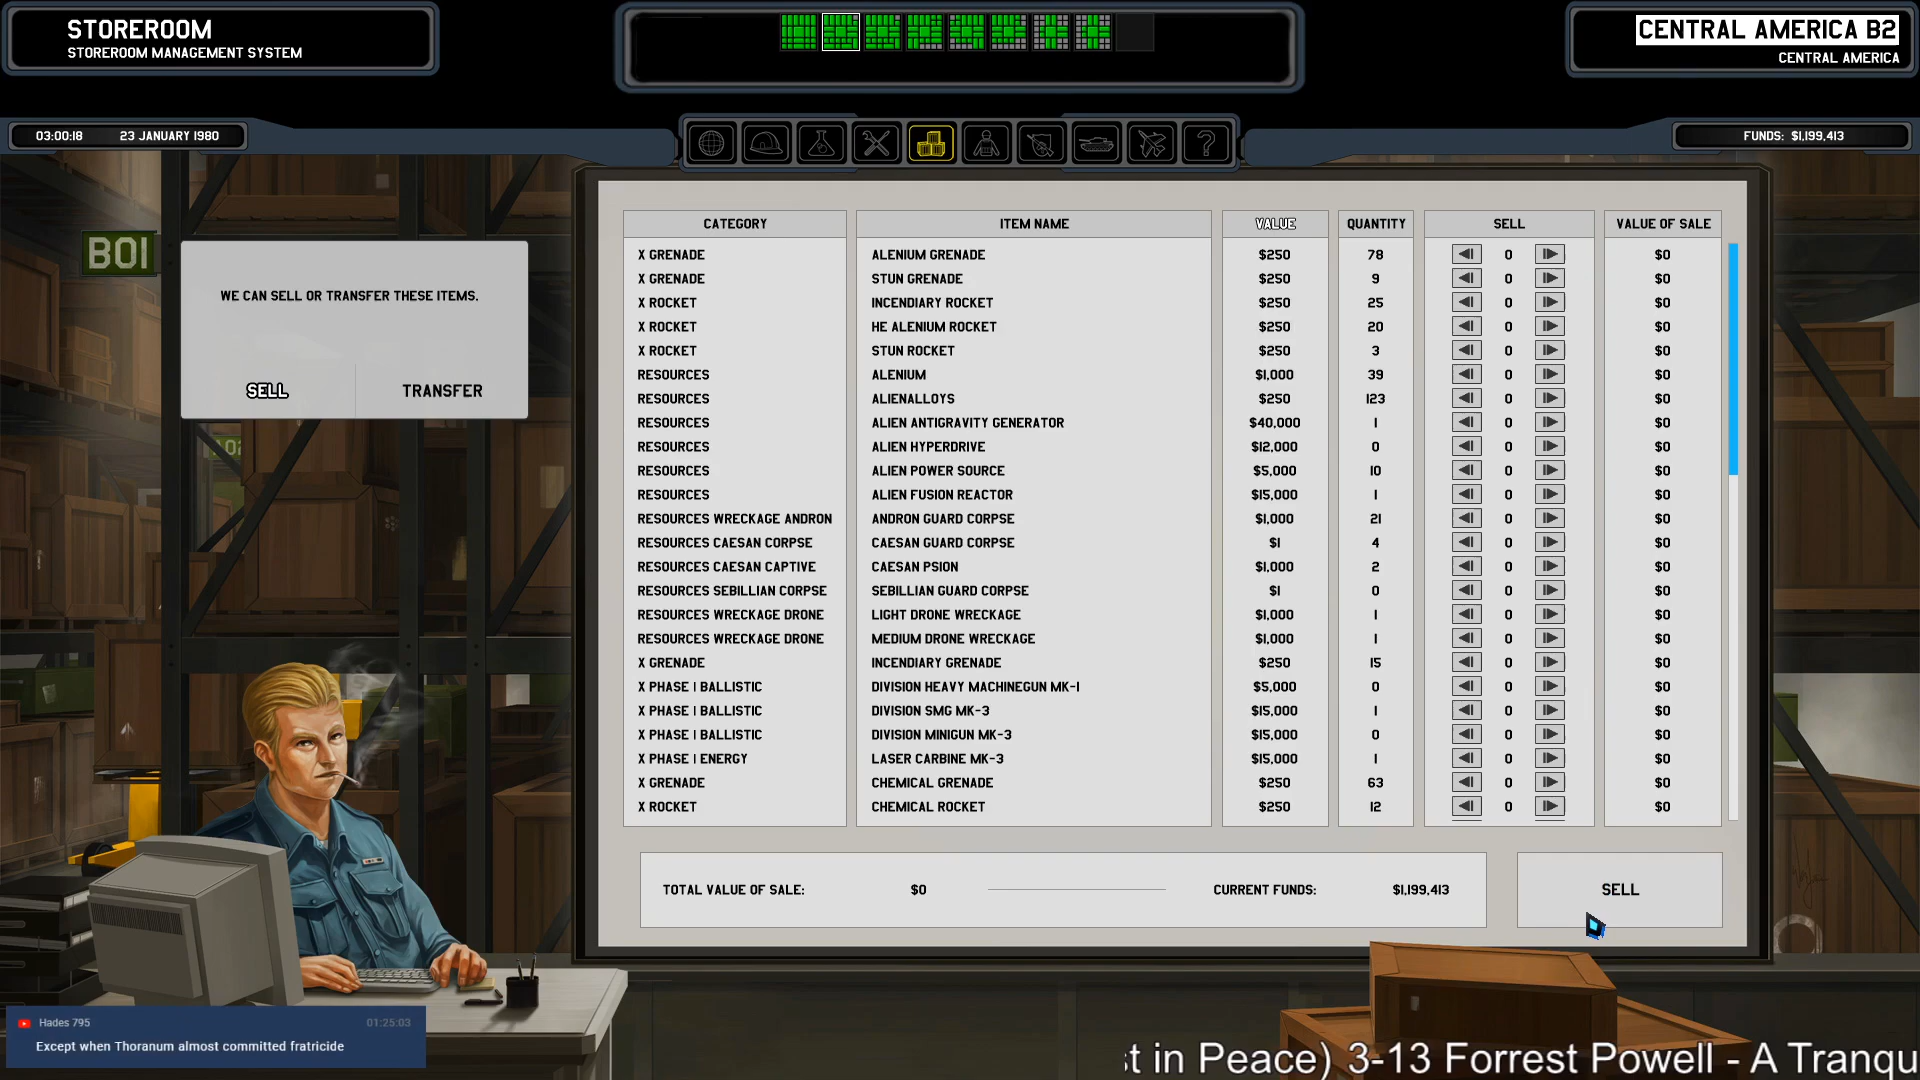 STOREROOM
STOREROOM MANAGEMENT SYSTEM
CENTRAL AMERICA B2
CENTRAL AMERICA
03:00:18 23 JANUARY 1980
FUNDS: $1,199,413
?
B01
A02
WE CAN SELL OR TRANSFER THESE ITEMS.
SELL TRANSFER
CATEGORY ITEM NAME VALUE QUANTITY SELL VALUE OF SALE
X GRENADE ALENIUM GRENADE $250 78 0 $0
X GRENADE STUN GRENADE $250 9 0 $0
X ROCKET INCENDIARY ROCKET $250 25 0 $0
X ROCKET HE ALENIUM ROCKET $250 20 0 $0
X ROCKET STUN ROCKET $250 3 0 $0
RESOURCES ALENIUM $1,000 39 0 $0
RESOURCES ALIENALLOYS $250 123 0 $0
RESOURCES ALIEN ANTIGRAVITY GENERATOR $40,000 1 0 $0
RESOURCES ALIEN HYPERDRIVE $12,000 0 0 $0
RESOURCES ALIEN POWER SOURCE $5,000 10 0 $0
RESOURCES ALIEN FUSION REACTOR $15,000 1 0 $0
RESOURCES WRECKAGE ANDRON ANDRON GUARD CORPSE $1,000 21 0 $0
RESOURCES CAESAN CORPSE CAESAN GUARD CORPSE $1 4 0 $0
RESOURCES CAESAN CAPTIVE CAESAN PSION $1,000 2 0 $0
RESOURCES SEBILLIAN CORPSE SEBILLIAN GUARD CORPSE $1 0 0 $0
RESOURCES WRECKAGE DRONE LIGHT DRONE WRECKAGE $1,000 1 0 $0
RESOURCES WRECKAGE DRONE MEDIUM DRONE WRECKAGE $1,000 1 0 $0
X GRENADE INCENDIARY GRENADE $250 15 0 $0
X PHASE 1 BALLISTIC DIVISION HEAVY MACHINEGUN MK-1 $5,000 0 0 $0
X PHASE 1 BALLISTIC DIVISION SMG MK-3 $15,000 1 0 $0
X PHASE 1 BALLISTIC DIVISION MINIGUN MK-3 $15,000 0 0 $0
X PHASE 1 ENERGY LASER CARBINE MK-3 $15,000 1 0 $0
X GRENADE CHEMICAL GRENADE $250 63 0 $0
X ROCKET CHEMICAL ROCKET $250 12 0 $0
TOTAL VALUE OF SALE: $0 CURRENT FUNDS: $1,199,413 SELL
Hades 795 01:25:03
Except when Thoranum almost committed fratricide
st in Peace) 3-13 Forrest Powell - A Tranqu